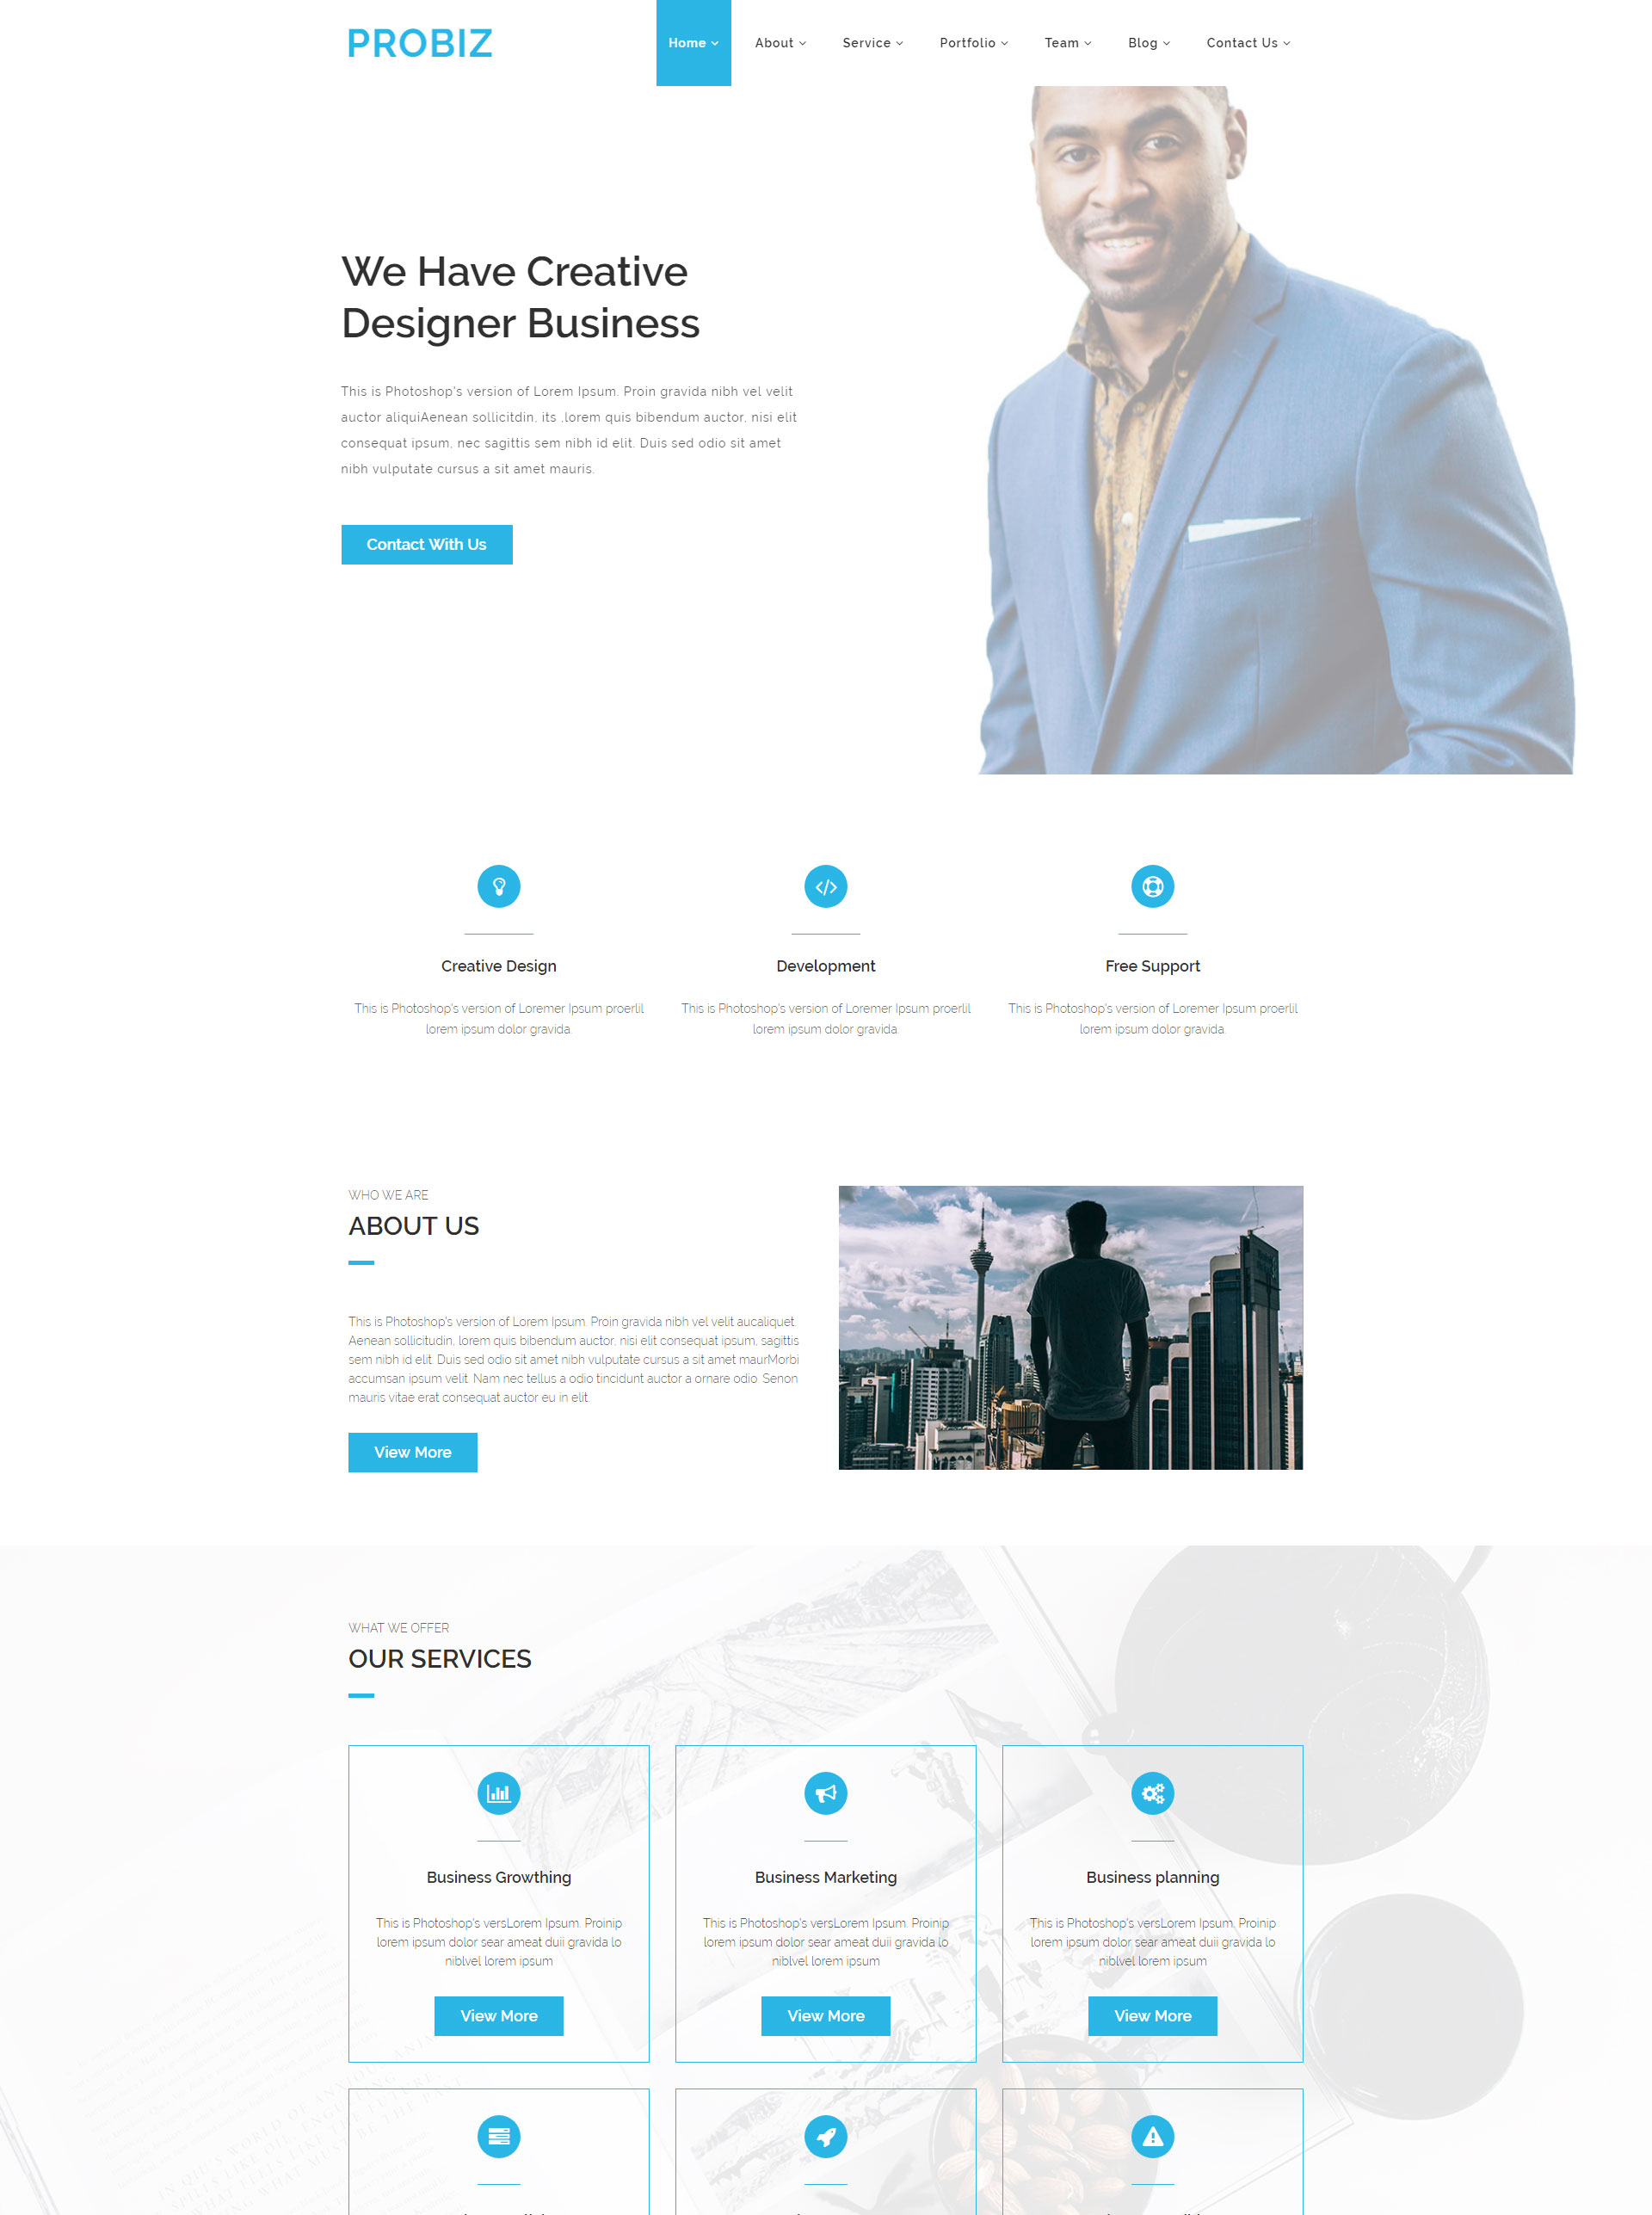 PROBIZ
Home About Service Portfolio Team Blog Contact Us
We Have Creative
Designer Business
This is Photoshop's version of Lorem Ipsum. Proin gravida nibh vel velit
auctor aliquiAenean sollicitdin, its ,lorem quis bibendum auctor, nisi elit
consequat ipsum, nec sagittis sem nibh id elit. Duis sed odio sit amet
nibh vulputate cursus a sit amet mauris.
Contact With Us
Creative Design
This is Photoshop's version of Loremer Ipsum proerlil
lorem ipsum dolor gravida.
Development
This is Photoshop's version of Loremer Ipsum proerlil
lorem ipsum dolor gravida.
Free Support
This is Photoshop's version of Loremer Ipsum proerlil
lorem ipsum dolor gravida.
WHO WE ARE
ABOUT US
This is Photoshop's version of Lorem Ipsum. Proin gravida nibh vel velit aucaliquet.
Aenean sollicitudin, lorem quis bibendum auctor, nisi elit consequat ipsum, sagittis
sem nibh id elit. Duis sed odio sit amet nibh vulputate cursus a sit amet maurMorbi
accumsan ipsum velit. Nam nec tellus a odio tincidunt auctor a ornare odio. Senon
mauris vitae erat consequat auctor eu in elit.
View More
WHAT WE OFFER
OUR SERVICES
Business Growthing
This is Photoshop's versLorem Ipsum. Proinip
lorem ipsum dolor sear ameat duii gravida lo
niblvel lorem ipsum
View More
Business Marketing
This is Photoshop's versLorem Ipsum. Proinip
lorem ipsum dolor sear ameat duii gravida lo
niblvel lorem ipsum
View More
Business planning
This is Photoshop's versLorem Ipsum. Proinip
lorem ipsum dolor sear ameat duii gravida lo
niblvel lorem ipsum
View More